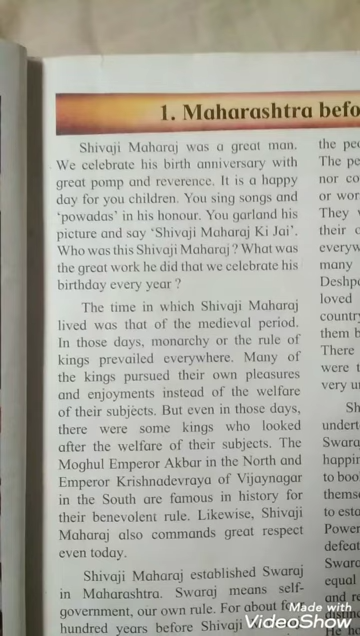 1. Maharashtra befo
Shivaji Maharaj was a great man.
We celebrate his birth anniversary with
great pomp and reverence. It is a happy
day for you children. You sing songs and
‘powadas’ in his honour. You garland his
picture and say ‘Shivaji Maharaj Ki Jai’.
Who was this Shivaji Maharaj ? What was
the great work he did that we celebrate his
birthday every year ?
The time in which Shivaji Maharaj
lived was that of the medieval period.
In those days, monarchy or the rule of
kings prevailed everywhere. Many of
the kings pursued their own pleasures
and enjoyments instead of the welfare
of their subjects. But even in those days,
there were some kings who looked
after the welfare of their subjects. The
Moghul Emperor Akbar in the North and
Emperor Krishnadevraya of Vijaynagar
in the South are famous in history for
their benevolent rule. Likewise, Shivaji
Maharaj also commands great respect
even today.
Shivaji Maharaj established Swaraj
in Maharashtra. Swaraj means self-
government, our own rule. For about
hundred years before Shivaji
the peo
The pe
nor co
or wor
They
their
everyw
many
Deshp
loved
countr
them b
There
were t
very u
Sh
undert
Swara
happin
to boo
thems
to esta
Power
defeat
Swara
equal
and re
Made with
VideoShow